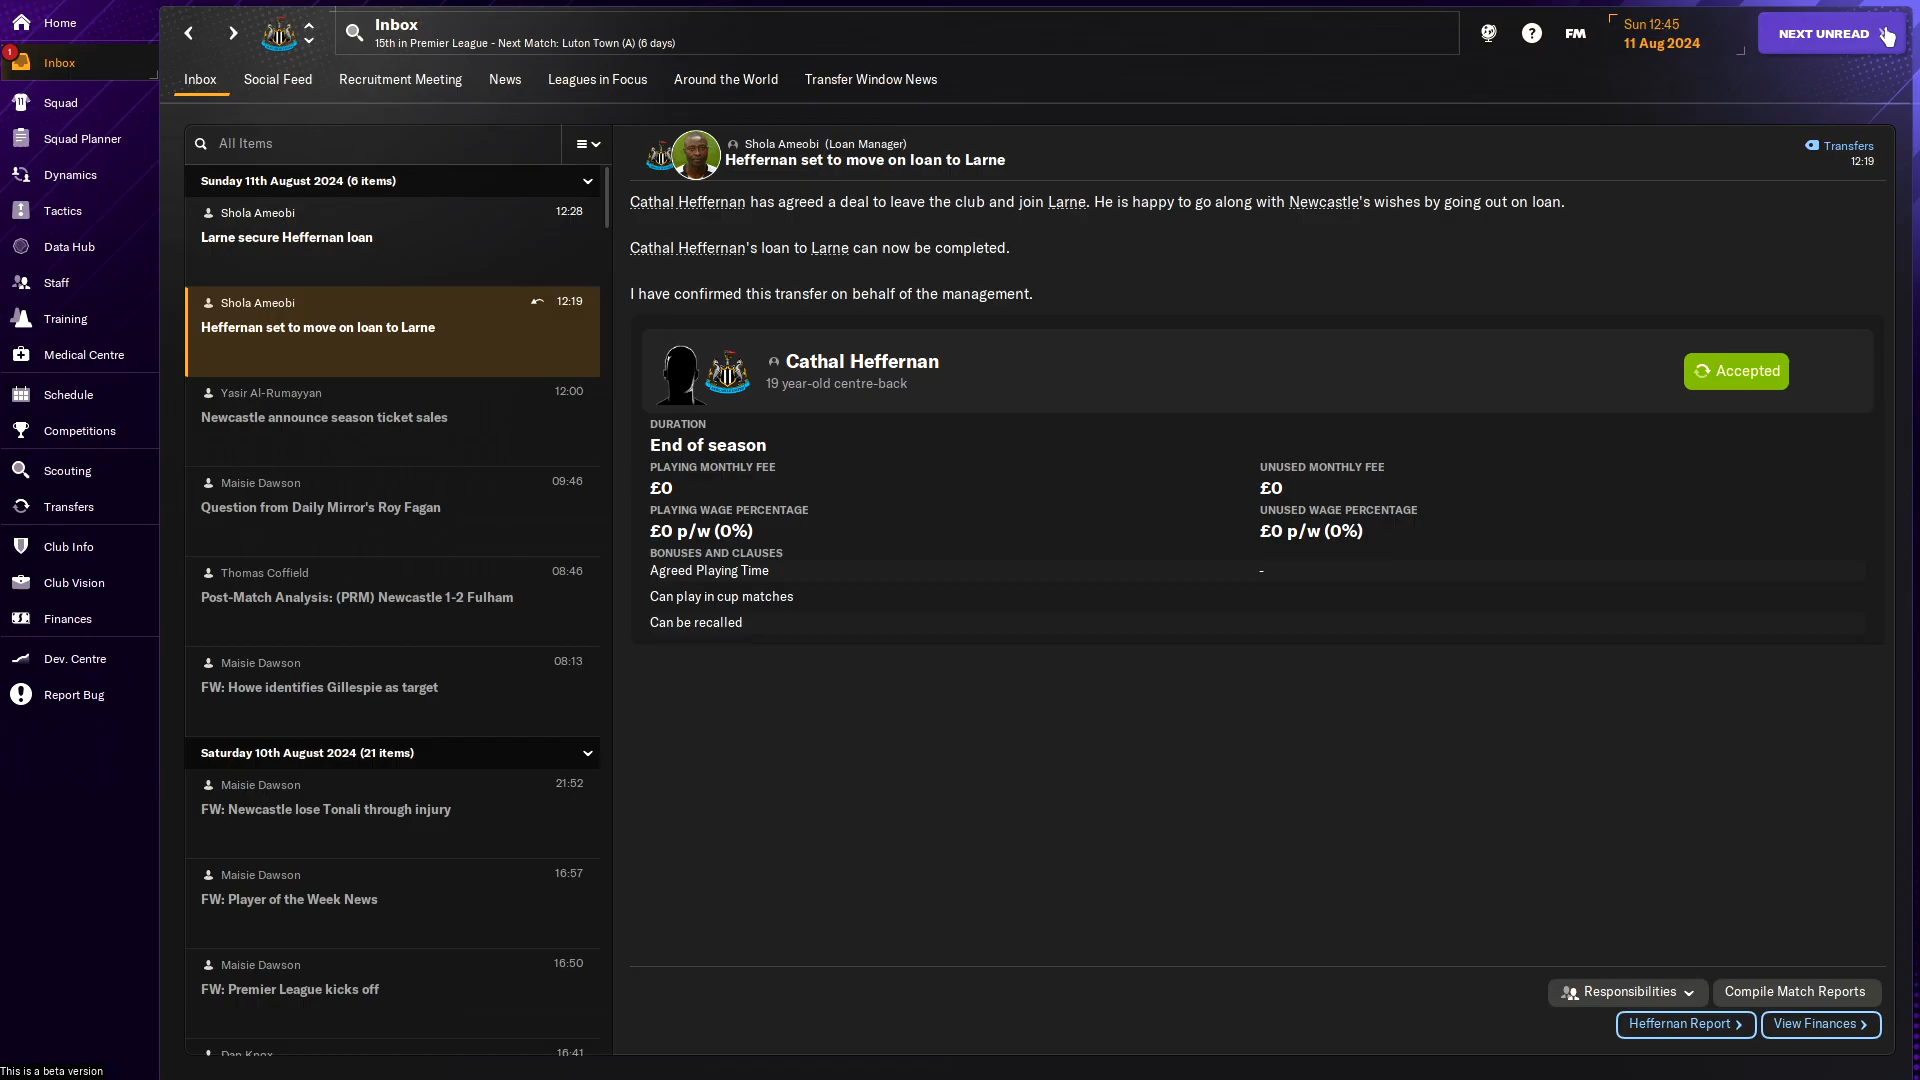 Home
1
Inbox
Squad
Squad Planner
Dynamics
Tactics
Data Hub
Staff
Training
Medical Centre
Schedule
Competitions
Scouting
Transfers
Club Info
Club Vision
Finances
Dev. Centre
Report Bug
This is a beta version
Inbox
15th in Premier League - Next Match: Luton Town (A) (6 days)
FM
Sun 12:45
11 Aug 2024
NEXT UNREAD
Inbox
Social Feed
Recruitment Meeting
News
Leagues in Focus
Around the World
Transfer Window News
All Items
Sunday 11th August 2024 (6 items)
Shola Ameobi 12:28
Larne secure Heffernan loan
Shola Ameobi 12:19
Heffernan set to move on loan to Larne
Yasir Al-Rumayyan 12:00
Newcastle announce season ticket sales
Maisie Dawson 09:46
Question from Daily Mirror's Roy Fagan
Thomas Coffield 08:46
Post-Match Analysis: (PRM) Newcastle 1-2 Fulham
Maisie Dawson 08:13
FW: Howe identifies Gillespie as target
Saturday 10th August 2024 (21 items)
Maisie Dawson 21:52
FW: Newcastle lose Tonali through injury
Maisie Dawson 16:57
FW: Player of the Week News
Maisie Dawson 16:50
FW: Premier League kicks off
Dan Knox 16:41
Shola Ameobi (Loan Manager)
Heffernan set to move on loan to Larne
Transfers
12:19
Cathal Heffernan has agreed a deal to leave the club and join Larne. He is happy to go along with Newcastle's wishes by going out on loan.
Cathal Heffernan's loan to Larne can now be completed.
I have confirmed this transfer on behalf of the management.
Cathal Heffernan
19 year-old centre-back
Accepted
DURATION
End of season
PLAYING MONTHLY FEE UNUSED MONTHLY FEE
£0 £0
PLAYING WAGE PERCENTAGE UNUSED WAGE PERCENTAGE
£0 p/w (0%) £0 p/w (0%)
BONUSES AND CLAUSES
Agreed Playing Time -
Can play in cup matches
Can be recalled
Responsibilities Compile Match Reports
Heffernan Report View Finances